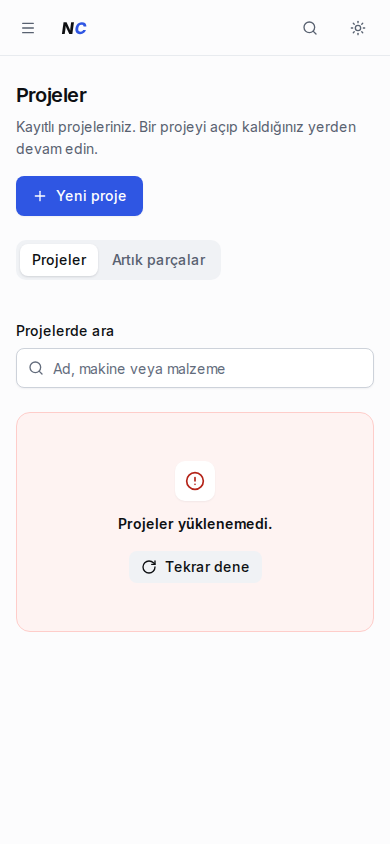 NC
Projeler
Kayıtlı projeleriniz. Bir projeyi açıp kaldığınız yerden
devam edin.
Yeni proje
Projeler
Artık parçalar
Projelerde ara
Ad, makine veya malzeme
Projeler yüklenemedi.
Tekrar dene